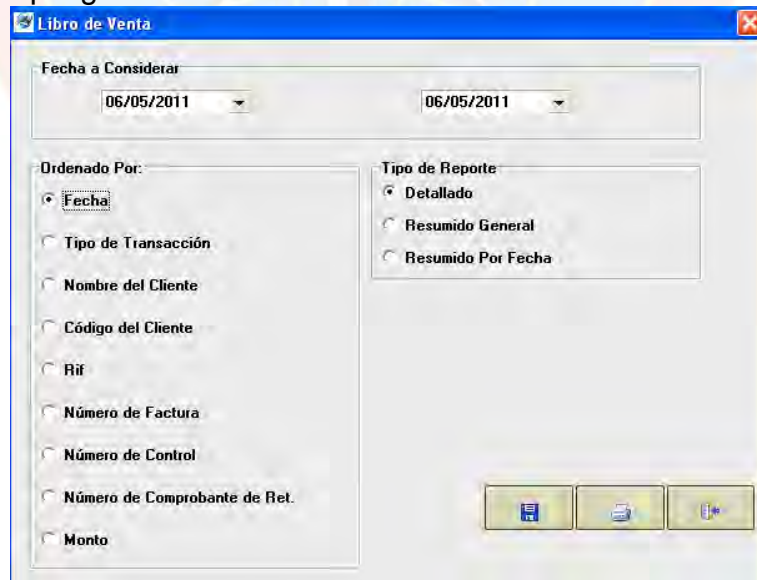 Libro de Venta
Fecha a Considerar
06/05/2011 06/05/2011
Ordenado Por:
Fecha
Tipo de Transacción
Nombre del Cliente
Código del Cliente
Rif
Número de Factura
Número de Control
Número de Comprobante de Ret.
Monto
Tipo de Reporte
Detallado
Resumido General
Resumido Por Fecha